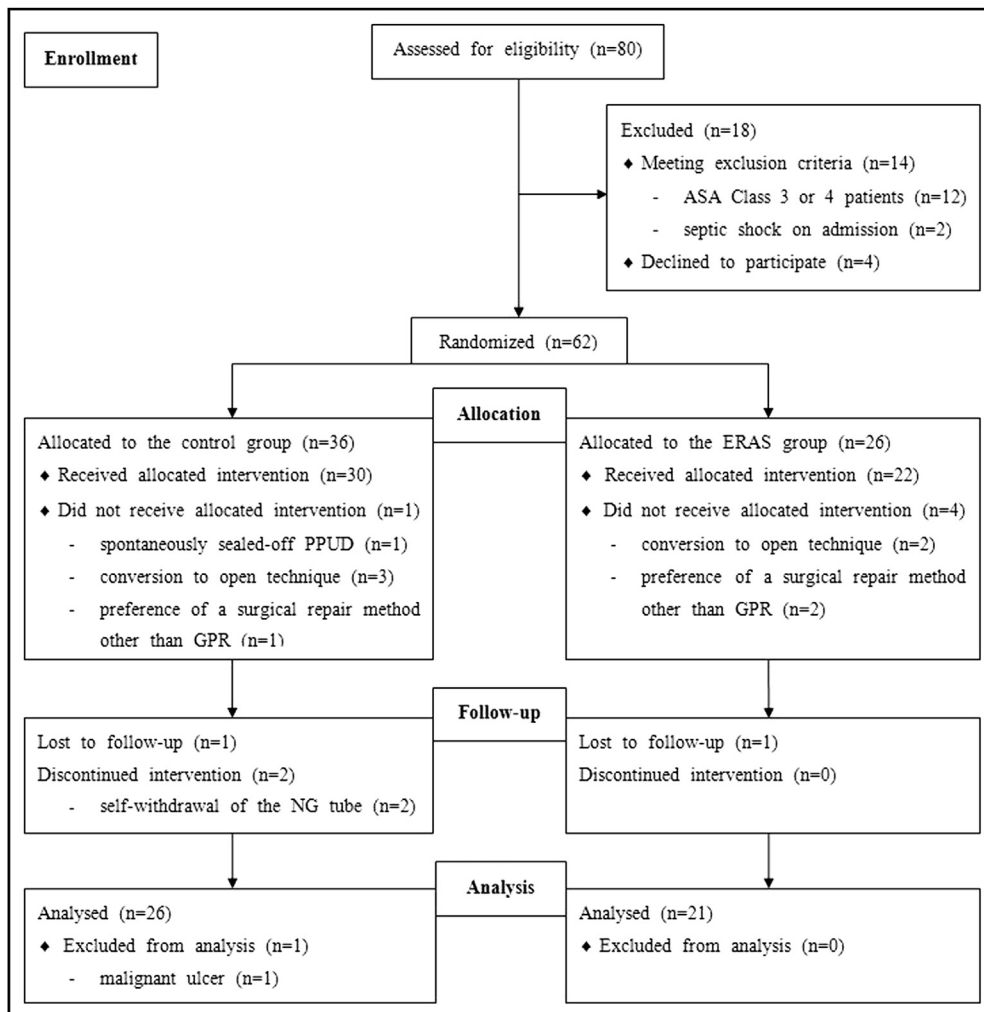 Enrollment
Assessed for eligibility (n=80)
Excluded (n=18)
♦ Meeting exclusion criteria (n=14)
- ASA Class 3 or 4 patients (n=12)
- septic shock on admission (n=2)
♦ Declined to participate (n=4)
Randomized (n=62)
Allocation
Allocated to the control group (n=36)
♦ Received allocated intervention (n=30)
♦ Did not receive allocated intervention (n=1)
- spontaneously sealed-off PPUD (n=1)
- conversion to open technique (n=3)
- preference of a surgical repair method
other than GPR (n=1)
Allocated to the ERAS group (n=26)
♦ Received allocated intervention (n=22)
♦ Did not receive allocated intervention (n=4)
- conversion to open technique (n=2)
- preference of a surgical repair method
other than GPR (n=2)
Follow-up
Lost to follow-up (n=1)
Discontinued intervention (n=2)
- self-withdrawal of the NG tube (n=2)
Lost to follow-up (n=1)
Discontinued intervention (n=0)
Analysis
Analysed (n=26)
♦ Excluded from analysis (n=1)
- malignant ulcer (n=1)
Analysed (n=21)
♦ Excluded from analysis (n=0)